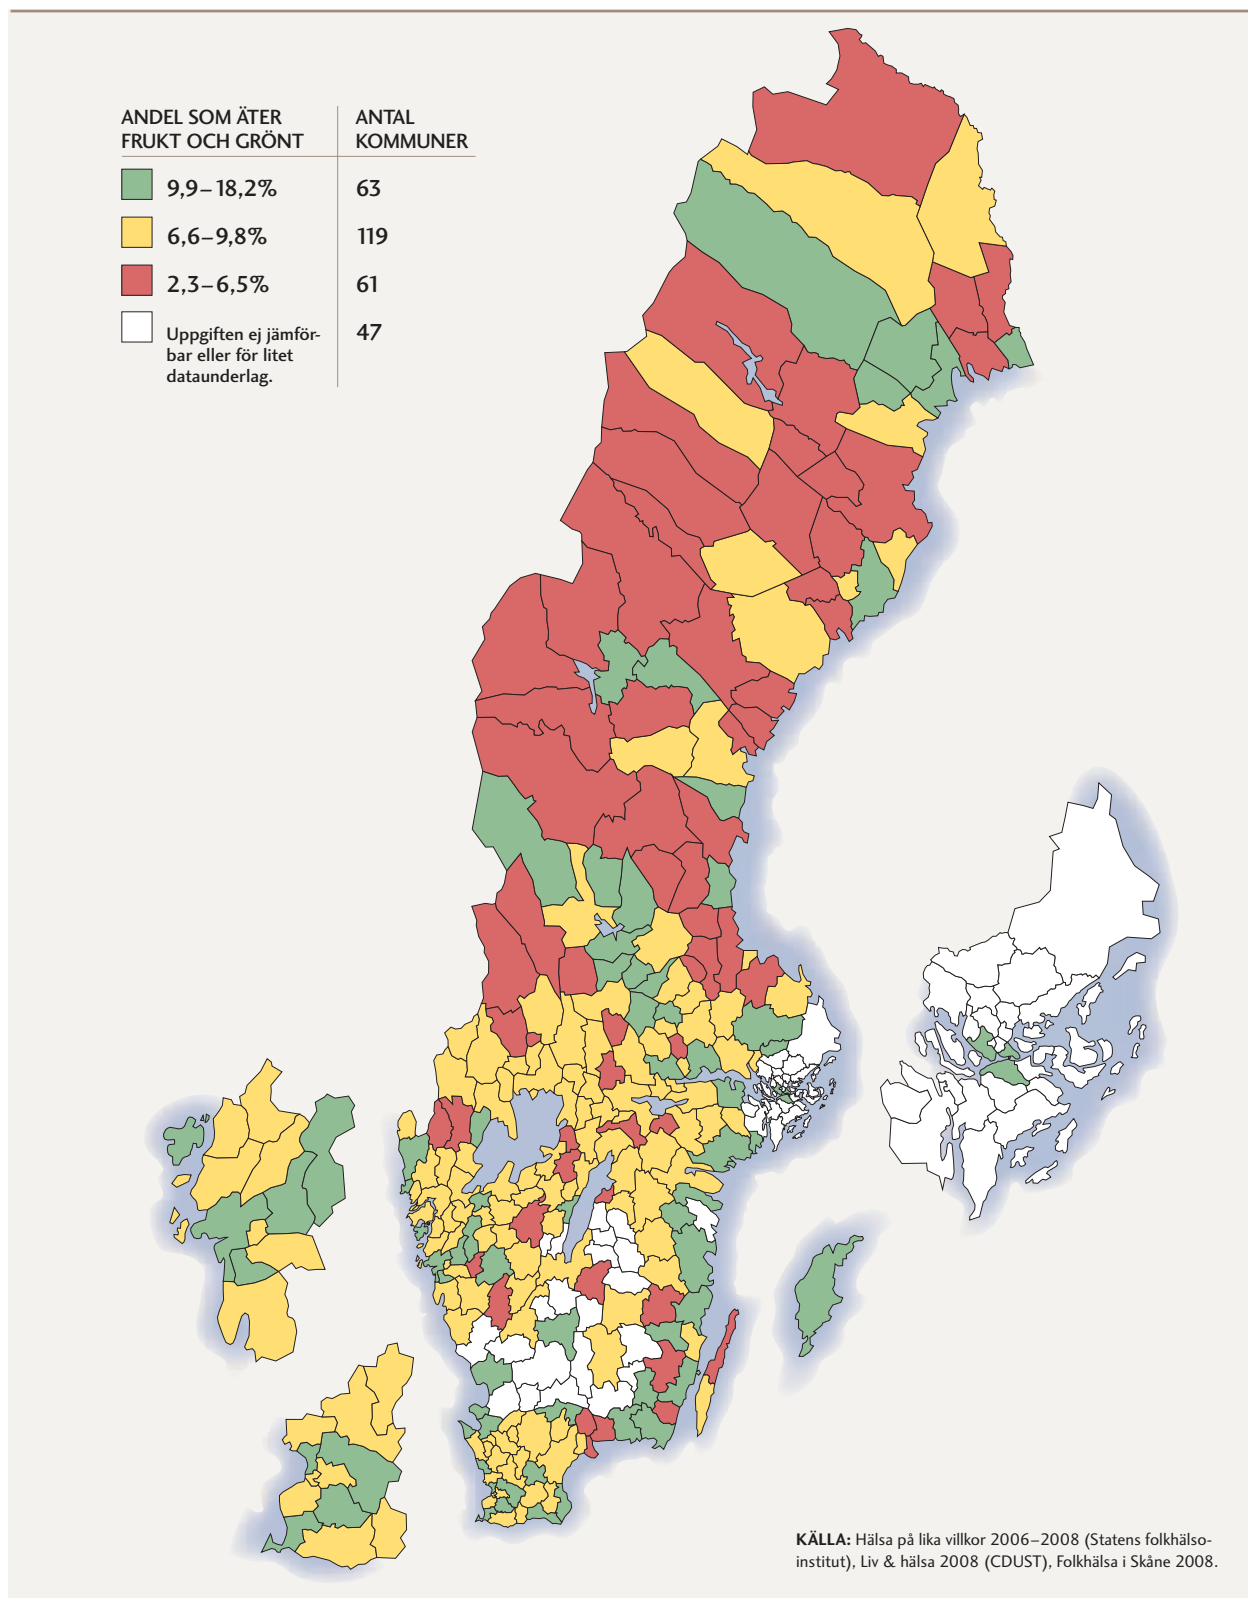 ANDEL SOM ÄTER
FRUKT OCH GRÖNT
ANTAL
KOMMUNER
9,9–18,2%
63
6,6–9,8%
119
2,3–6,5%
61
Uppgiften ej jämför-
bar eller för litet
dataunderlag.
47
KÄLLA: Hälsa på lika villkor 2006–2008 (Statens folkhälso-
institut), Liv & hälsa 2008 (CDUST), Folkhälsa i Skåne 2008.